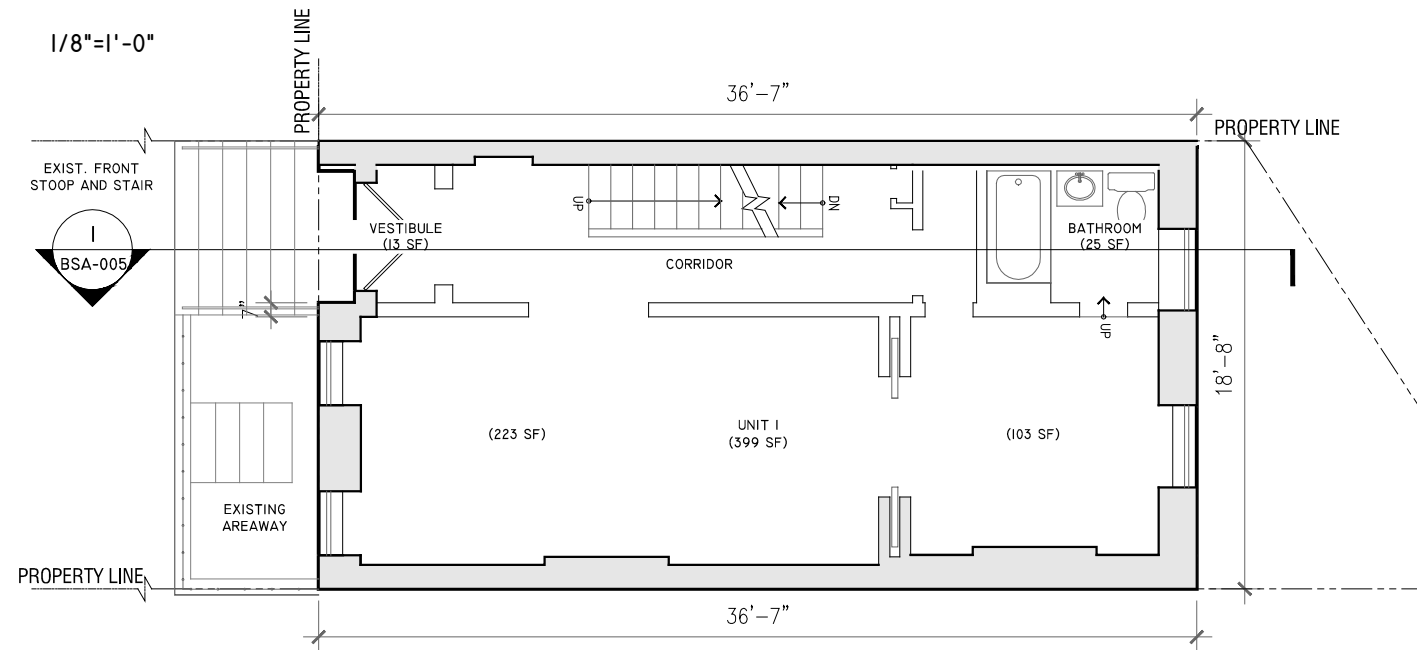 1/8"=1'-0"
PROPERTY LINE
36'-7"
PROPERTY LINE
EXIST. FRONT
STOOP AND STAIR
1
BSA-005
VESTIBULE
(13 SF)
UP
DN
CORRIDOR
BATHROOM
(25 SF)
7"
UP
18'-8"
(223 SF)
UNIT 1
(399 SF)
(103 SF)
EXISTING
AREAWAY
PROPERTY LINE
36'-7"